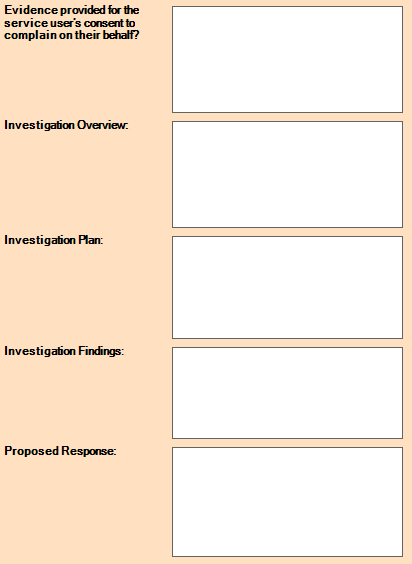 Evidence provided for the
service user's consent to
complain on their behalf?
Investigation Overview:
Investigation Plan:
Investigation Findings:
Proposed Response: